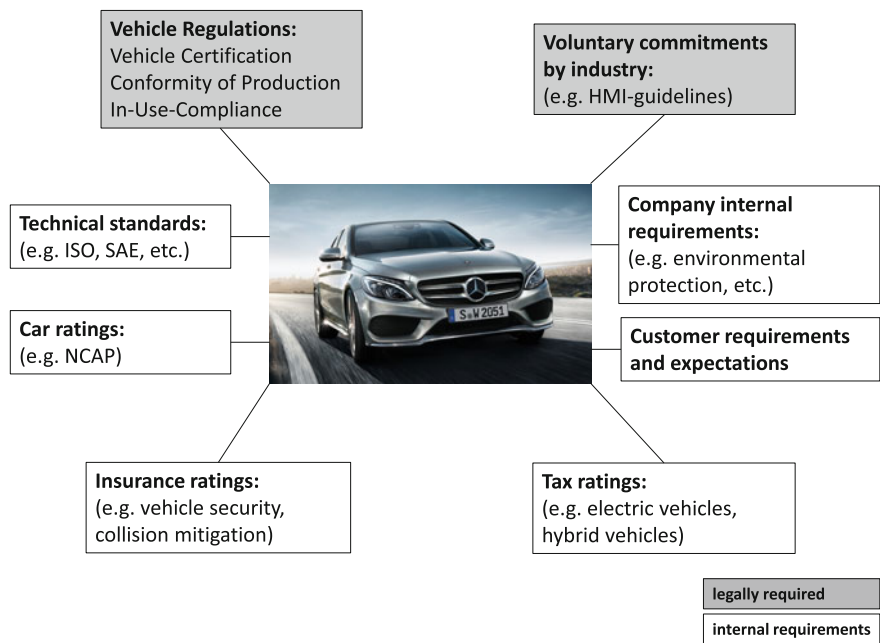 Vehicle Regulations:
Vehicle Certification
Conformity of Production
In-Use-Compliance
Voluntary commitments
by industry:
(e.g. HMI-guidelines)
Technical standards:
(e.g. ISO, SAE, etc.)
Company internal
requirements:
(e.g. environmental
protection, etc.)
Car ratings:
(e.g. NCAP)
Customer requirements
and expectations
S W 2051
Insurance ratings:
(e.g. vehicle security,
collision mitigation)
Tax ratings:
(e.g. electric vehicles,
hybrid vehicles)
legally required
internal requirements